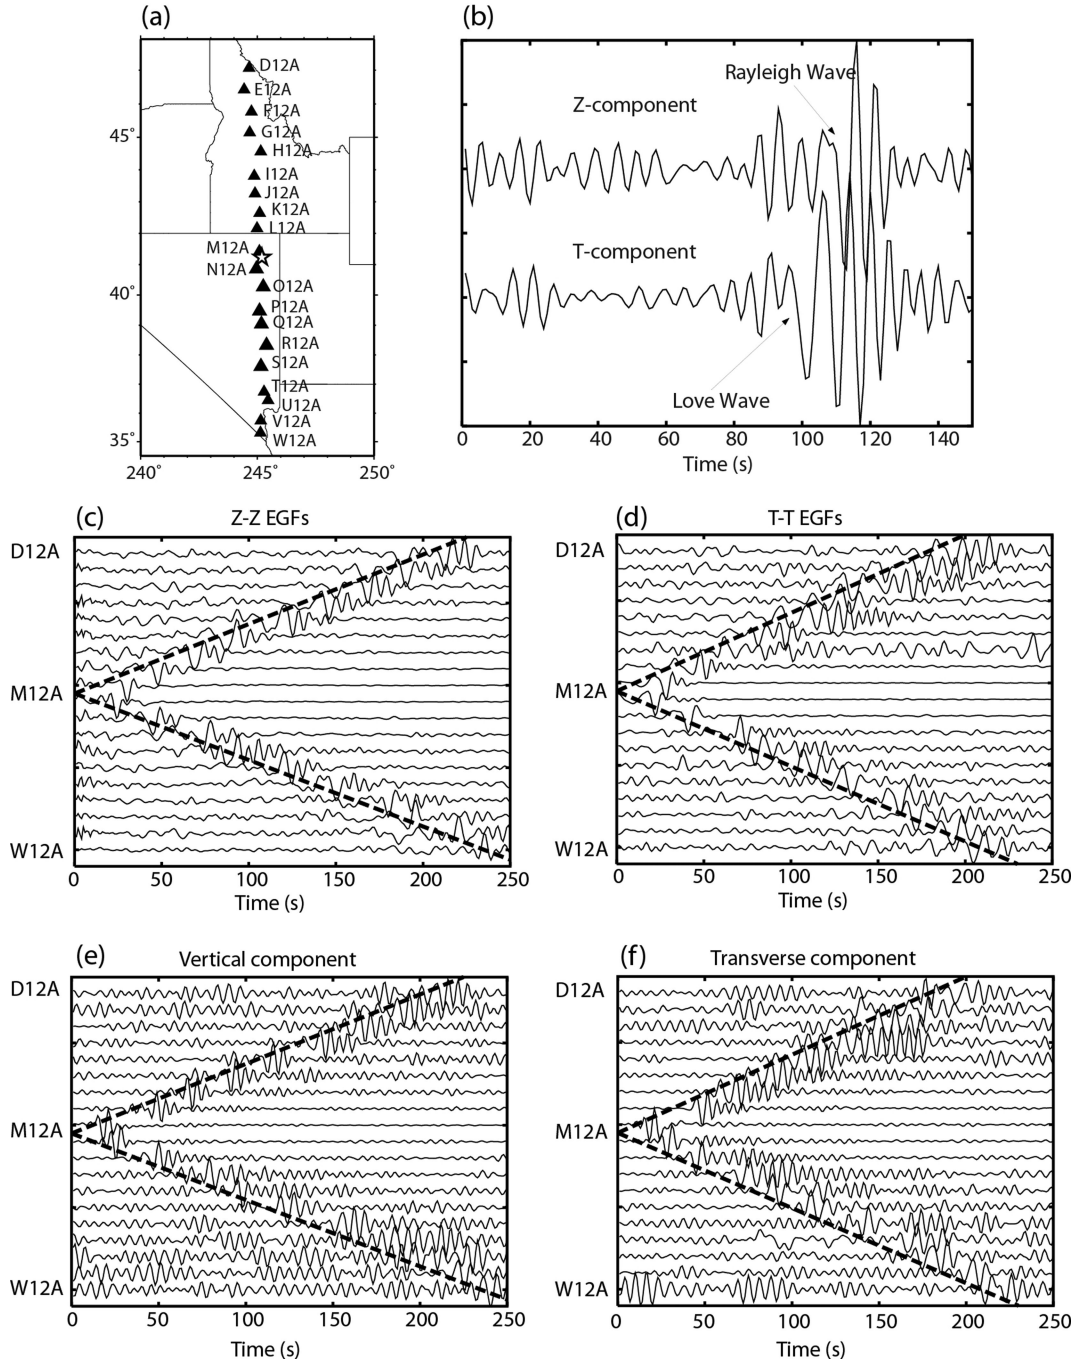 (a)
D12A
E12A
F12A
G12A
H12A
I12A
J12A
K12A
L12A
M12A
N12A
O12A
P12A
Q12A
R12A
S12A
T12A
U12A
V12A
W12A
45°
40°
35°
240° 245° 250°
(b)
Rayleigh Wave
Z-component
T-component
Love Wave
0 20 40 60 80 100 120 140
Time (s)
(c) Z-Z EGFs
D12A
M12A
W12A
0 50 100 150 200 250
Time (s)
(d) T-T EGFs
D12A
M12A
W12A
0 50 100 150 200 250
Time (s)
(e) Vertical component
D12A
M12A
W12A
0 50 100 150 200 250
Time (s)
(f) Transverse component
D12A
M12A
W12A
0 50 100 150 200 250
Time (s)